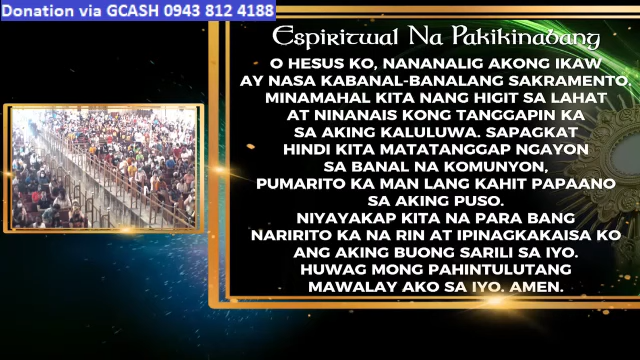 Donation via GCASH 0943 812 4188
Espiritwal Na Pakikinabang
O HESUS KO, NANANALIG AKONG IKAW
AY NASA KABANAL-BANALANG SAKRAMENTO.
MINAMAHAL KITA NANG HIGIT SA LAHAT
AT NINANAIS KONG TANGGAPIN KA
SA AKING KALULUWA. SAPAGKAT
HINDI KITA MATATANGGAP NGAYON
SA BANAL NA KOMUNYON,
PUMARITO KA MAN LANG KAHIT PAPAANO
SA AKING PUSO.
NIYAYAKAP KITA NA PARA BANG
NARIRITO KA NA RIN AT IPINAGKAKAISA KO
ANG AKING BUONG SARILI SA IYO.
HUWAG MONG PAHINTULUTANG
MAWALAY AKO SA IYO. AMEN.